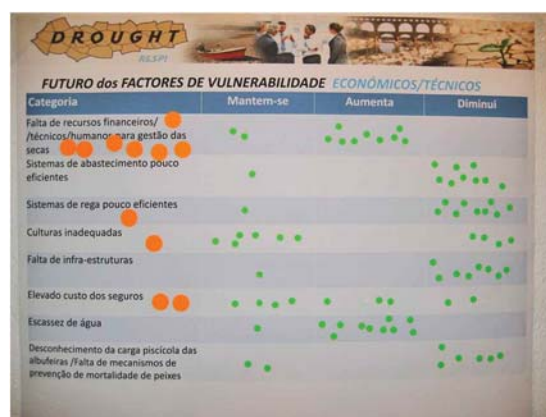 DROUGHT
R&SPI
FUTURO dos FACTORES DE VULNERABILIDADE ECONÓMICOS/TÉCNICOS
Categoria Mantem-se Aumenta Diminui
Falta de recursos financeiros/
/técnicos/humanos para gestão das
secas
Sistemas de abastecimento pouco
eficientes
Sistemas de rega pouco eficientes
Culturas inadequadas
Falta de infra-estruturas
Elevado custo dos seguros
Escassez de água
Desconhecimento da carga piscícola das
albufeiras /Falta de mecanismos de
prevenção de mortalidade de peixes